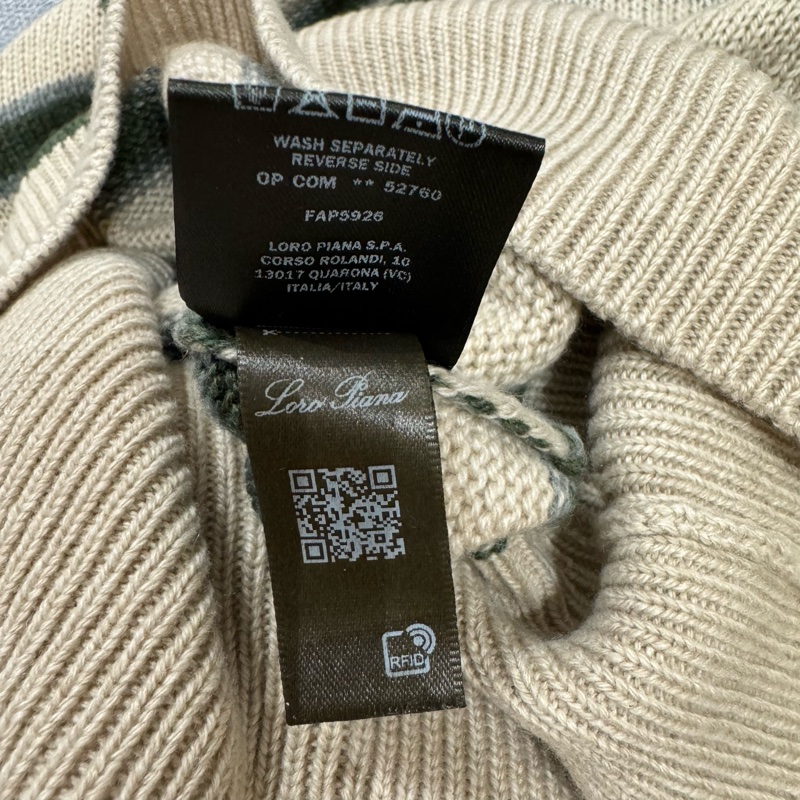 WASH SEPARATELY
REVERSE SIDE
OP COM ** 52760
FAP5926
LORO PIANA S.P.A.
CORSO ROLANDI, 10
13017 QUARONA (VC)
ITALIA/ITALY
Loro Piana
RFID